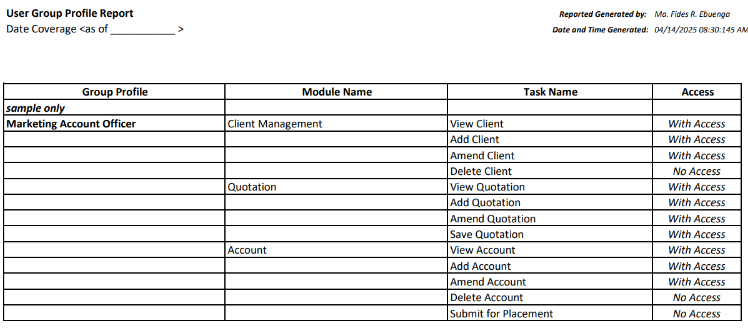 User Group Profile Report
Reported Generated by: Ma. Fides R. Ebuenga
Date Coverage <as of ___________ >
Date and Time Generated: 04/14/2025 08:30:145 AM
Group Profile Module Name Task Name Access
sample only
Marketing Account Officer Client Management View Client With Access
Add Client With Access
Amend Client With Access
Delete Client No Access
Quotation View Quotation With Access
Add Quotation With Access
Amend Quotation With Access
Save Quotation With Access
Account View Account With Access
Add Account With Access
Amend Account With Access
Delete Account No Access
Submit for Placement No Access